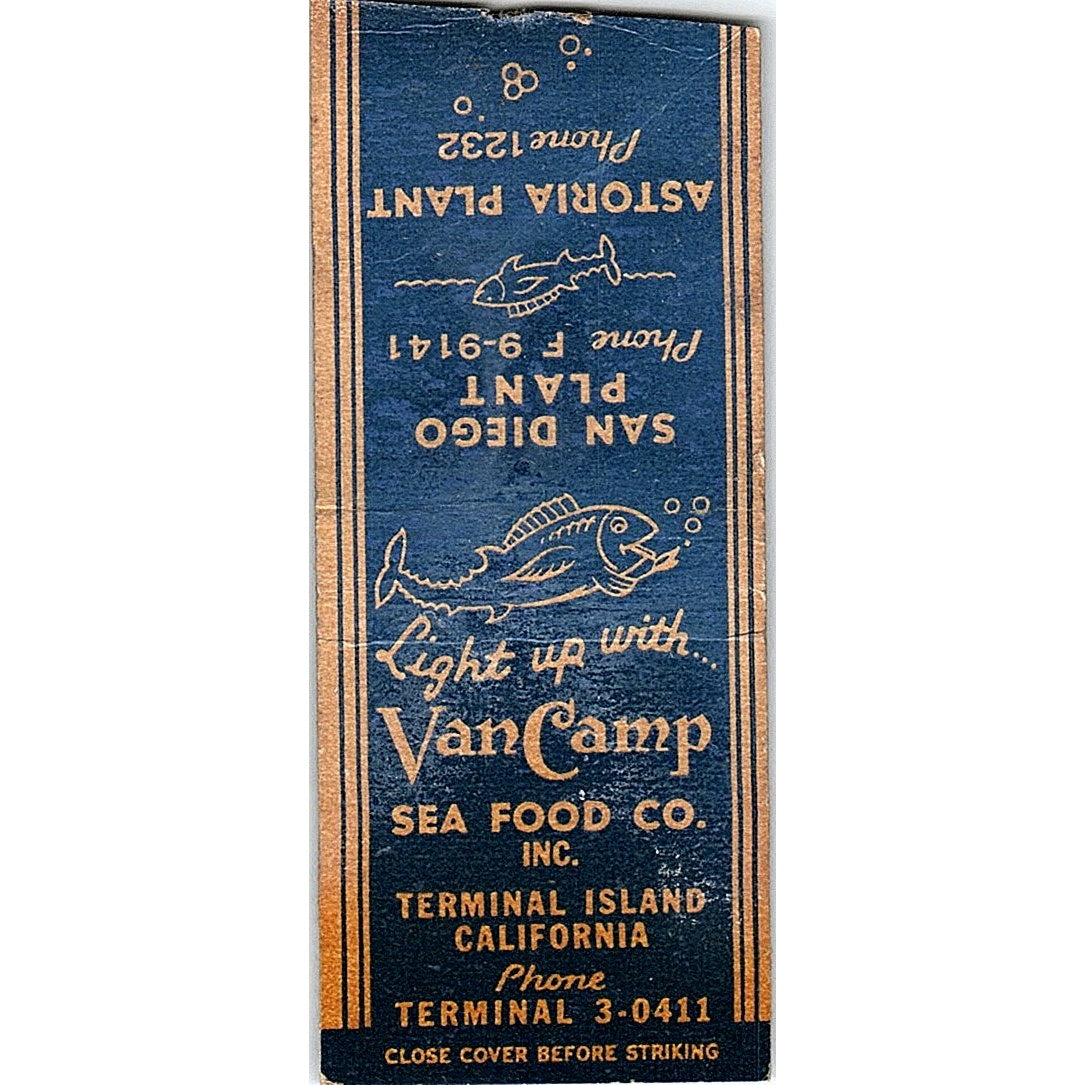 Light up with...
VanCamp
SEA FOOD CO.
INC.
TERMINAL ISLAND
CALIFORNIA
Phone
TERMINAL 3-0411
CLOSE COVER BEFORE STRIKING
SAN DIEGO
PLANT
Phone F 9-9141
ASTORIA PLANT
Phone 1232